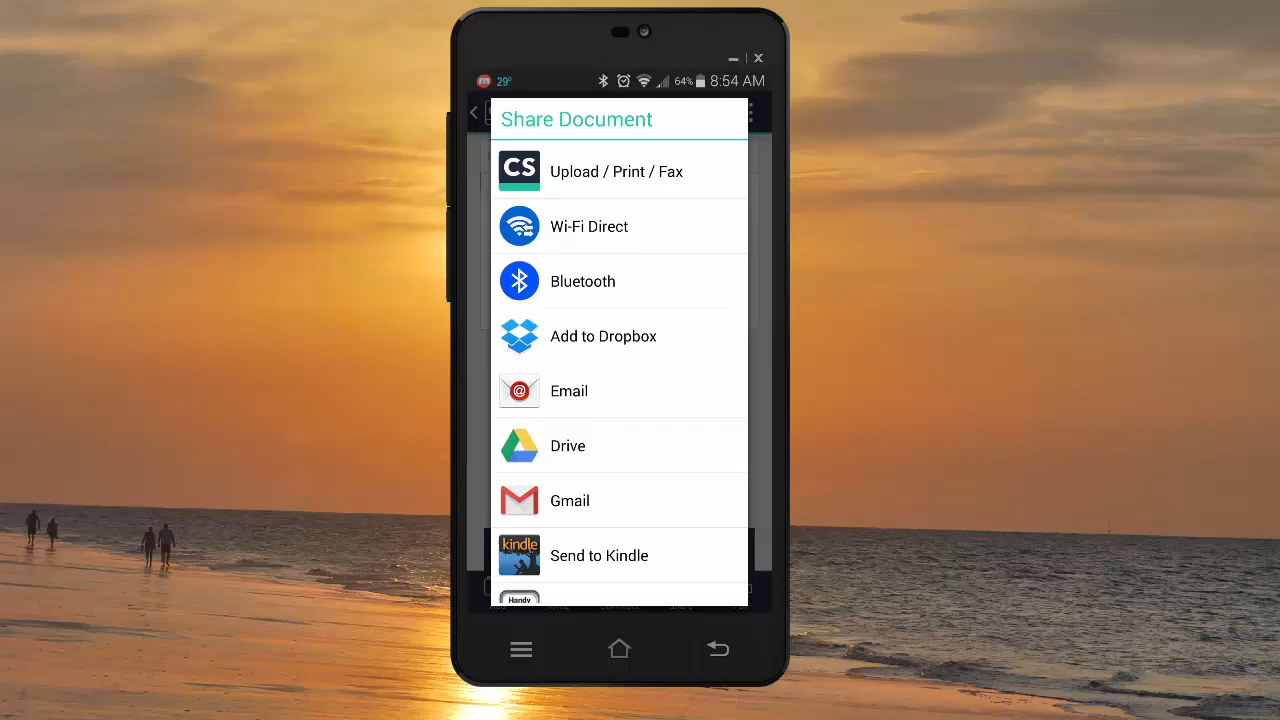 29°
64% 8:54 AM
Share Document
CS Upload / Print / Fax
Wi-Fi Direct
Bluetooth
Add to Dropbox
@ Email
Drive
Gmail
kindle Send to Kindle
Handy